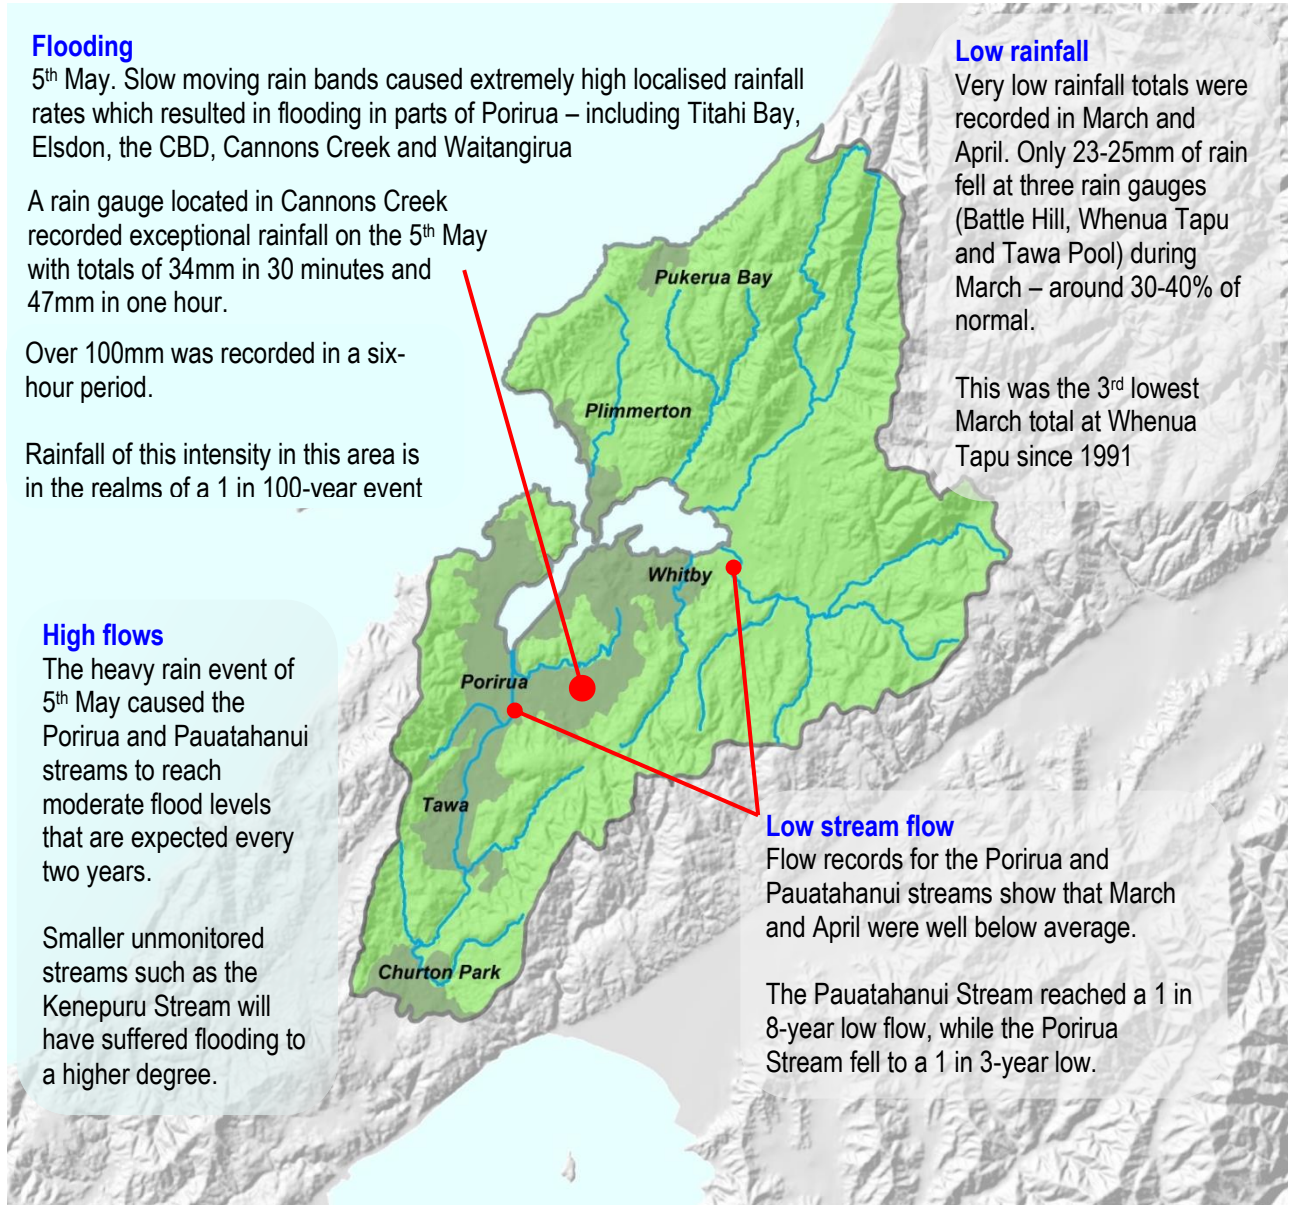 Flooding
5th May. Slow moving rain bands caused extremely high localised rainfall
rates which resulted in flooding in parts of Porirua – including Titahi Bay,
Elsdon, the CBD, Cannons Creek and Waitangirua
A rain gauge located in Cannons Creek
recorded exceptional rainfall on the 5th May
with totals of 34mm in 30 minutes and
47mm in one hour.
Over 100mm was recorded in a six-
hour period.
Rainfall of this intensity in this area is
in the realms of a 1 in 100-year event
Low rainfall
Very low rainfall totals were
recorded in March and
April. Only 23-25mm of rain
fell at three rain gauges
(Battle Hill, Whenua Tapu
and Tawa Pool) during
March – around 30-40% of
normal.
This was the 3rd lowest
March total at Whenua
Tapu since 1991
Pukerua Bay
Plimmerton
Whitby
Porirua
Tawa
Churton Park
High flows
The heavy rain event of
5th May caused the
Porirua and Pauatahanui
streams to reach
moderate flood levels
that are expected every
two years.
Smaller unmonitored
streams such as the
Kenepuru Stream will
have suffered flooding to
a higher degree.
Low stream flow
Flow records for the Porirua and
Pauatahanui streams show that March
and April were well below average.
The Pauatahanui Stream reached a 1 in
8-year low flow, while the Porirua
Stream fell to a 1 in 3-year low.